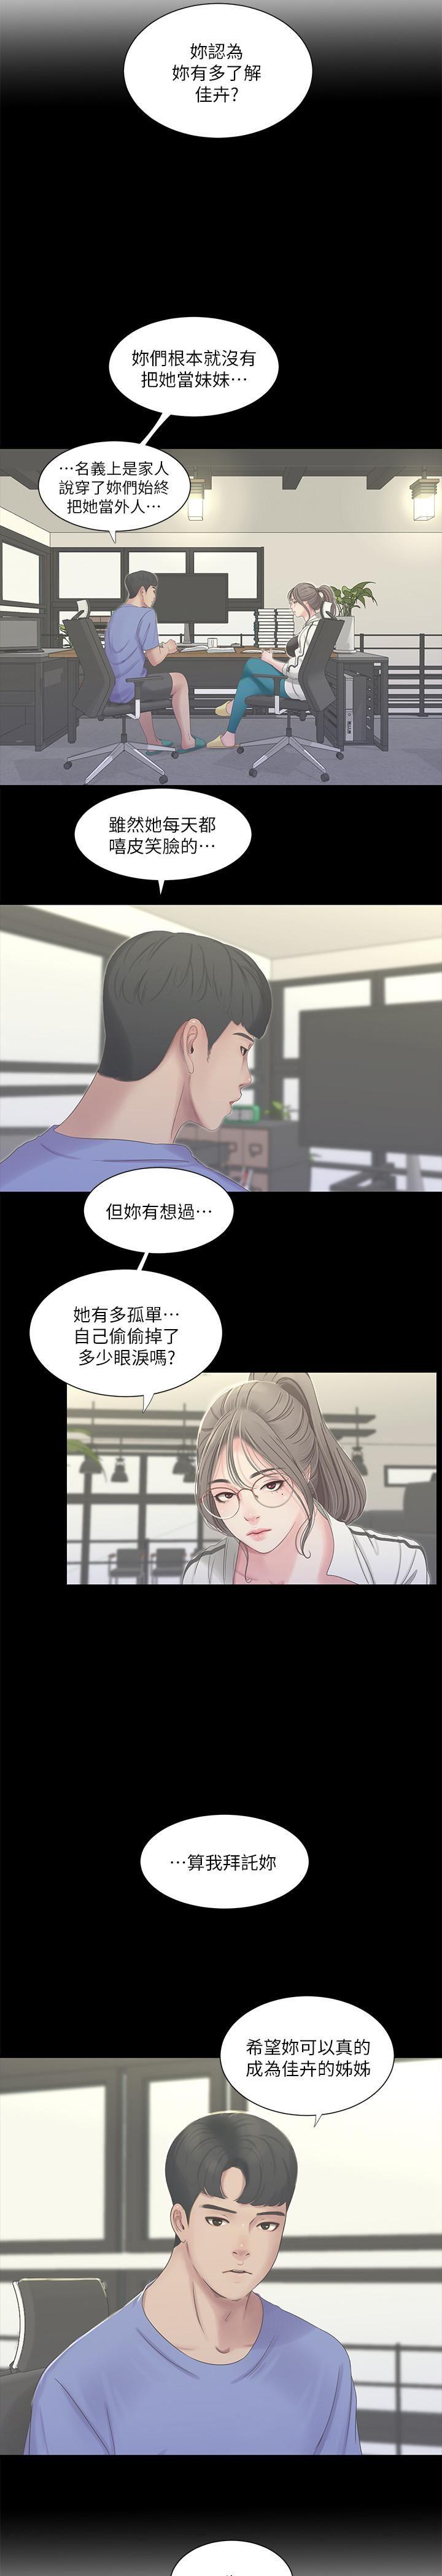 妳認為
妳有多了解
佳卉?
妳們根本就沒有
把她當妹妹…
…名義上是家人
說穿了妳們始終
把她當外人…
雖然她每天都
嘻皮笑臉的…
但妳有想過…
她有多孤單…
自己偷偷掉了
多少眼淚嗎?
…算我拜託妳
希望妳可以真的
成為佳卉的姊姊